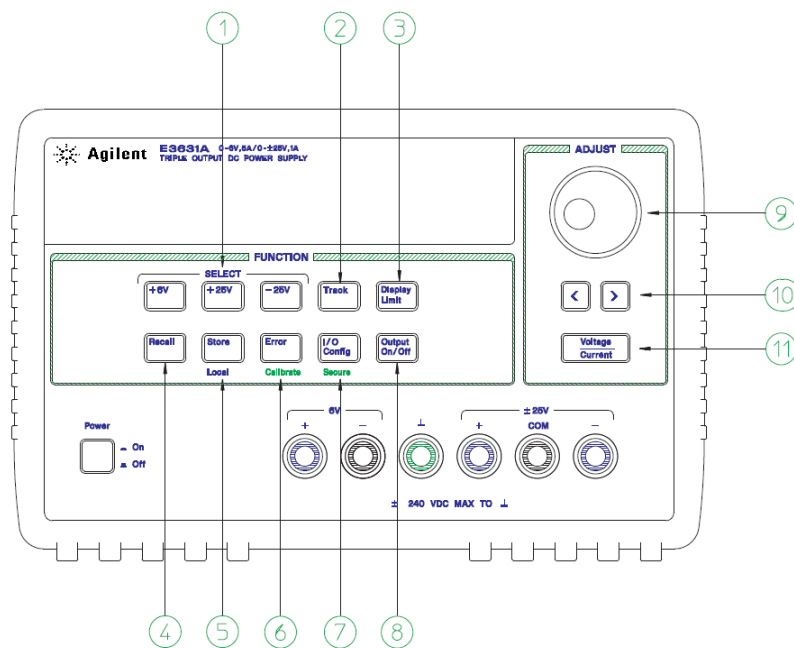 1 2 3
Agilent E3631A 0-6V,5A/0-±25V,1A
TRIPLE OUTPUT DC POWER SUPPLY
ADJUST
9
FUNCTION
SELECT
+6V +25V -25V Track Display Limit
< >
10
Recall Store Error I/O Config Output On/Off
Voltage
Current
11
Local Calibrate Secure
Power
On
Off
6V
+ -
⊥
±25V
+ COM -
± 240 VDC MAX TO ⊥
4 5 6 7 8